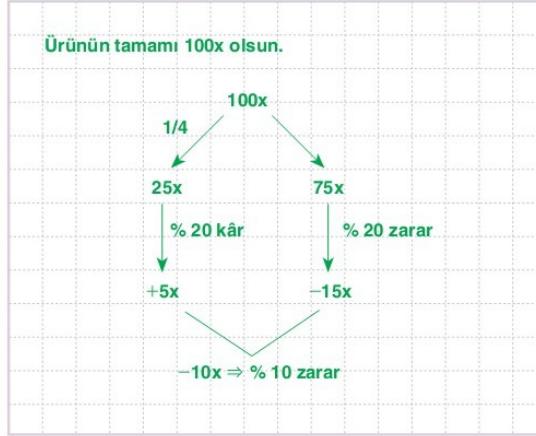 Ürünün tamamı 100x olsun.
100x
1/4
25x 75x
% 20 kâr % 20 zarar
+5x −15x
−10x ⇒ % 10 zarar